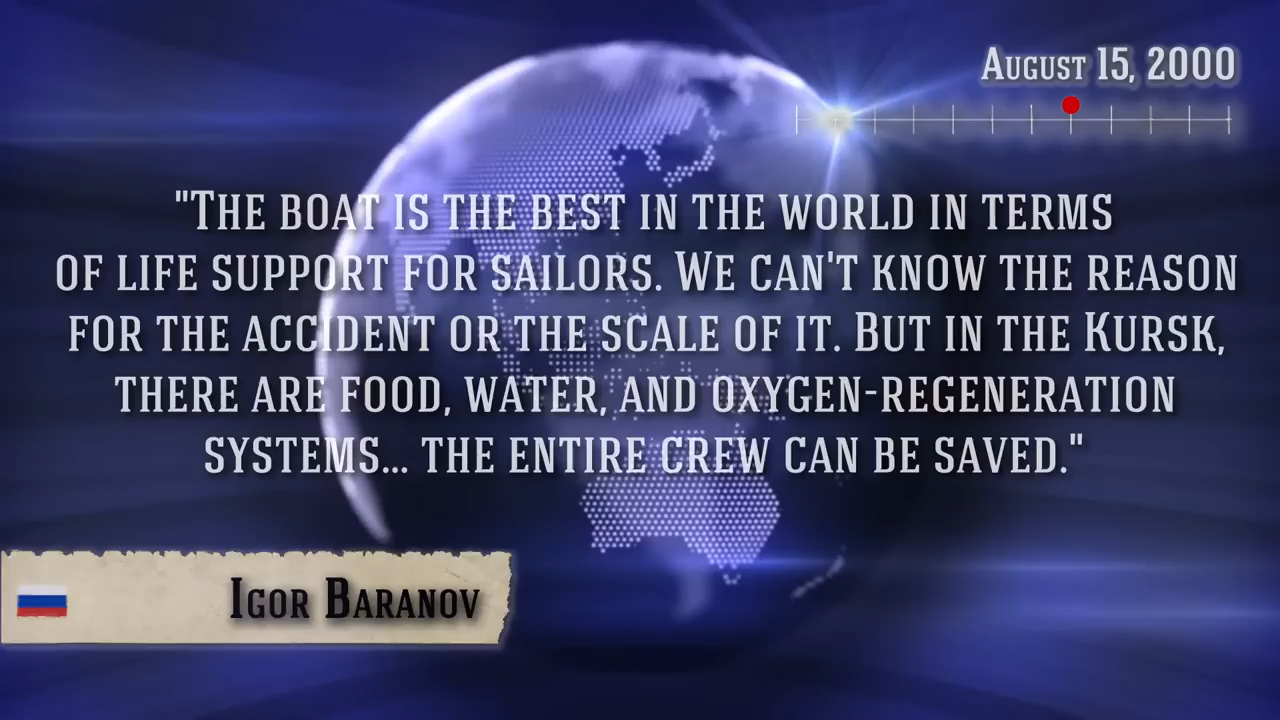 August 15, 2000
"The boat is the best in the world in terms
of life support for sailors. We can't know the reason
for the accident or the scale of it. But in the Kursk,
there are food, water, and oxygen-regeneration
systems... the entire crew can be saved."
Igor Baranov